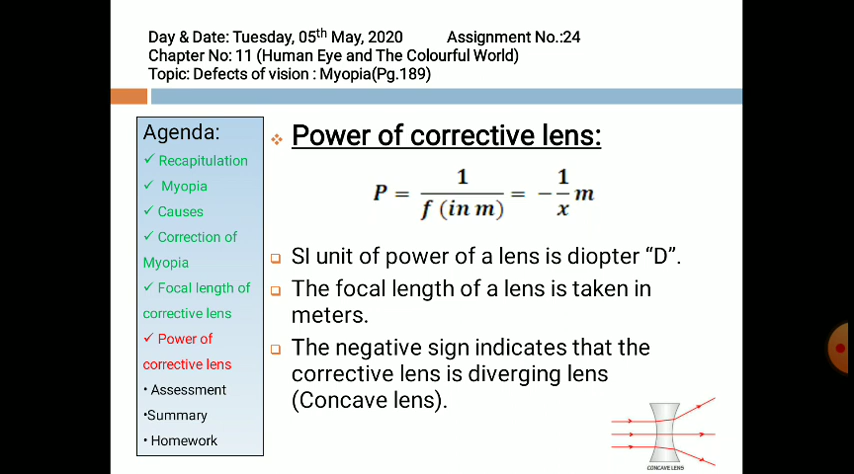 Day & Date: Tuesday, 05th May, 2020 Assignment No.:24
Chapter No: 11 (Human Eye and The Colourful World)
Topic: Defects of vision : Myopia(Pg.189)
Agenda:
✓ Recapitulation
✓ Myopia
✓ Causes
✓ Correction of
Myopia
✓ Focal length of
corrective lens
✓ Power of
corrective lens
• Assessment
•Summary
• Homework
❖ Power of corrective lens:
P = 1 / f (in m) = - 1/x m
❑ SI unit of power of a lens is diopter “D”.
❑ The focal length of a lens is taken in
meters.
❑ The negative sign indicates that the
corrective lens is diverging lens
(Concave lens).
CONCAVE LENS